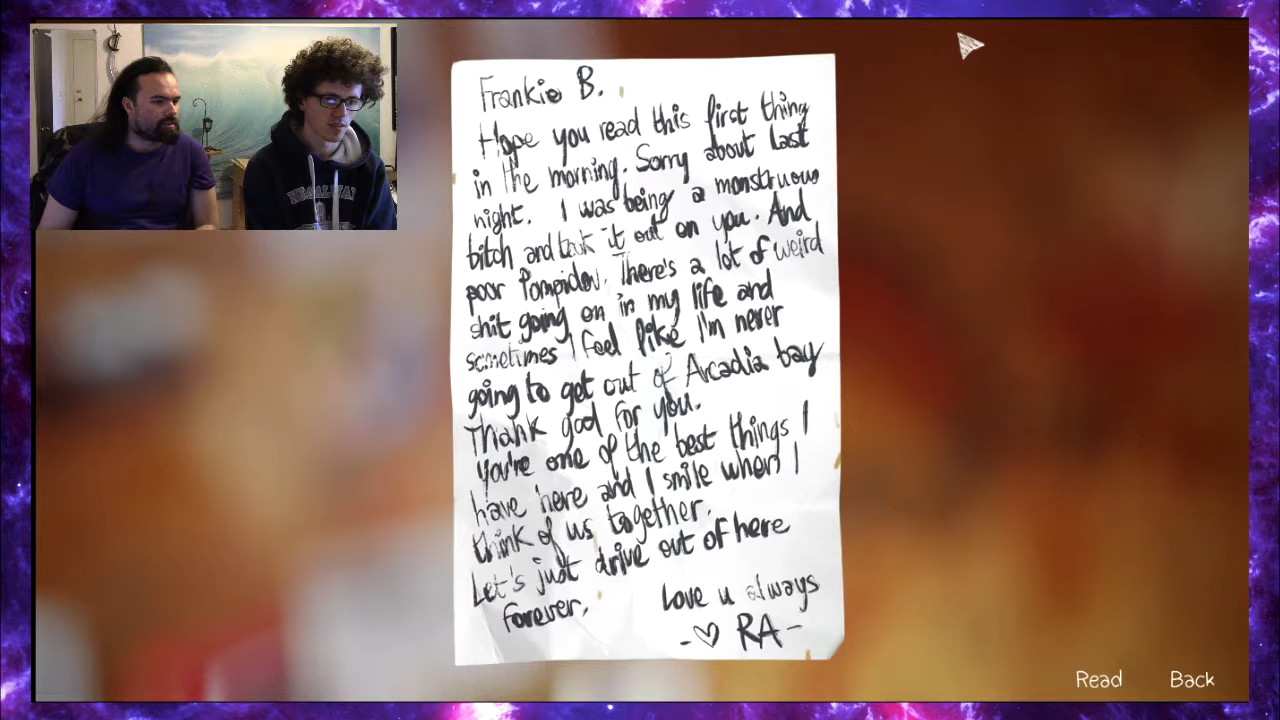 Frankie B.
Hope you read this first thing
in the morning. Sorry about last
night. I was being a monstruous
bitch and took it out on you. And
poor Pompidou. There's a lot of weird
shit going on in my life and
sometimes I feel like I'm never
going to get out of Arcadia bay
Thank god for you.
You're one of the best things I
have here and I smile when I
think of us together.
Let's just drive out of here
forever.
Love u always
-♡ RA-
Read Back